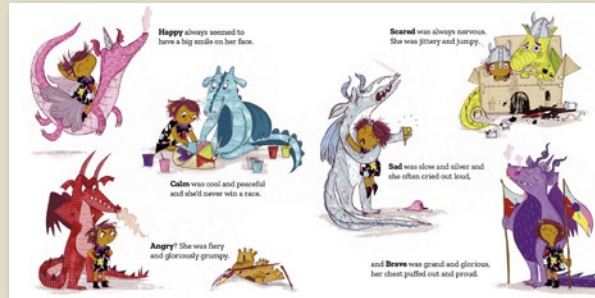 Happy always seemed to
have a big smile on her face.
Calm was cool and peaceful
and she'd never win a race.
Angry? She was fiery
and gloriously grumpy.
Scared was always nervous.
She was jittery and jumpy.
Sad was slow and silver and
she often cried out loud,
and Brave was grand and glorious,
her chest puffed out and proud.